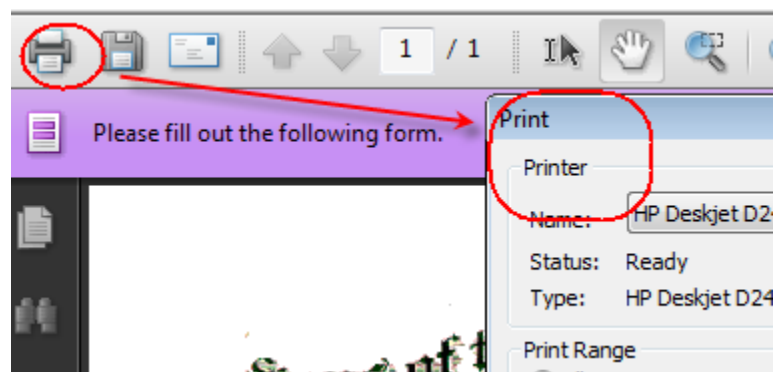 1 / 1
Please fill out the following form.
Print
Printer
Name: HP Deskjet D24
Status: Ready
Type: HP Deskjet D24
Print Range
of t